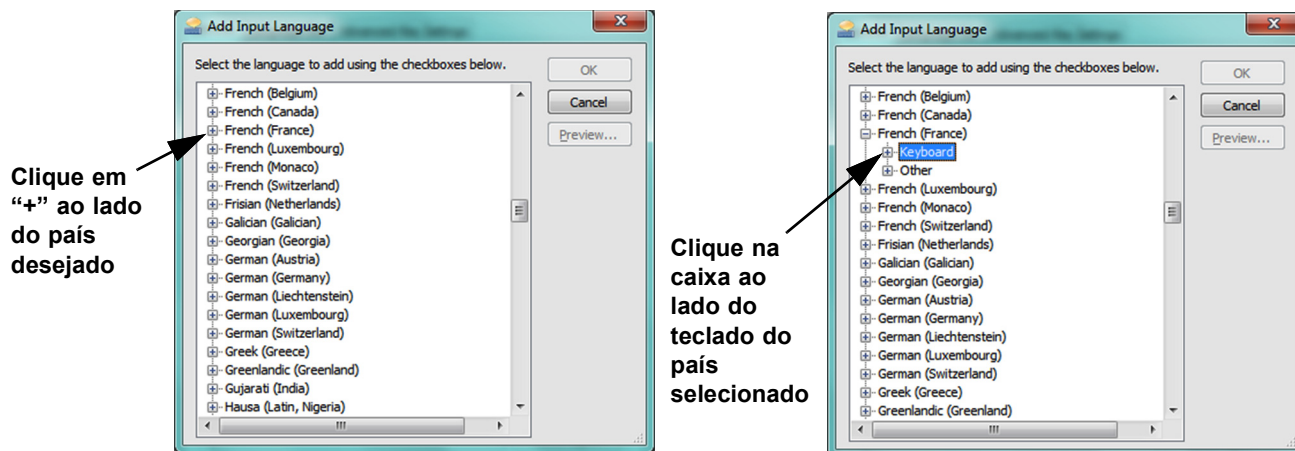 Add Input Language
Select the language to add using the checkboxes below.
French (Belgium)
French (Canada)
French (France)
French (Luxembourg)
French (Monaco)
French (Switzerland)
Frisian (Netherlands)
Galician (Galician)
Georgian (Georgia)
German (Austria)
German (Germany)
German (Liechtenstein)
German (Luxembourg)
German (Switzerland)
Greek (Greece)
Greenlandic (Greenland)
Gujarati (India)
Hausa (Latin, Nigeria)
OK
Cancel
Preview...
Clique em
“+” ao lado
do país
desejado
Add Input Language
Select the language to add using the checkboxes below.
French (Belgium)
French (Canada)
French (France)
Keyboard
Other
French (Luxembourg)
French (Monaco)
French (Switzerland)
Frisian (Netherlands)
Galician (Galician)
Georgian (Georgia)
German (Austria)
German (Germany)
German (Liechtenstein)
German (Luxembourg)
German (Switzerland)
Greek (Greece)
Greenlandic (Greenland)
OK
Cancel
Preview...
Clique na
caixa ao
lado do
teclado do
país
selecionado